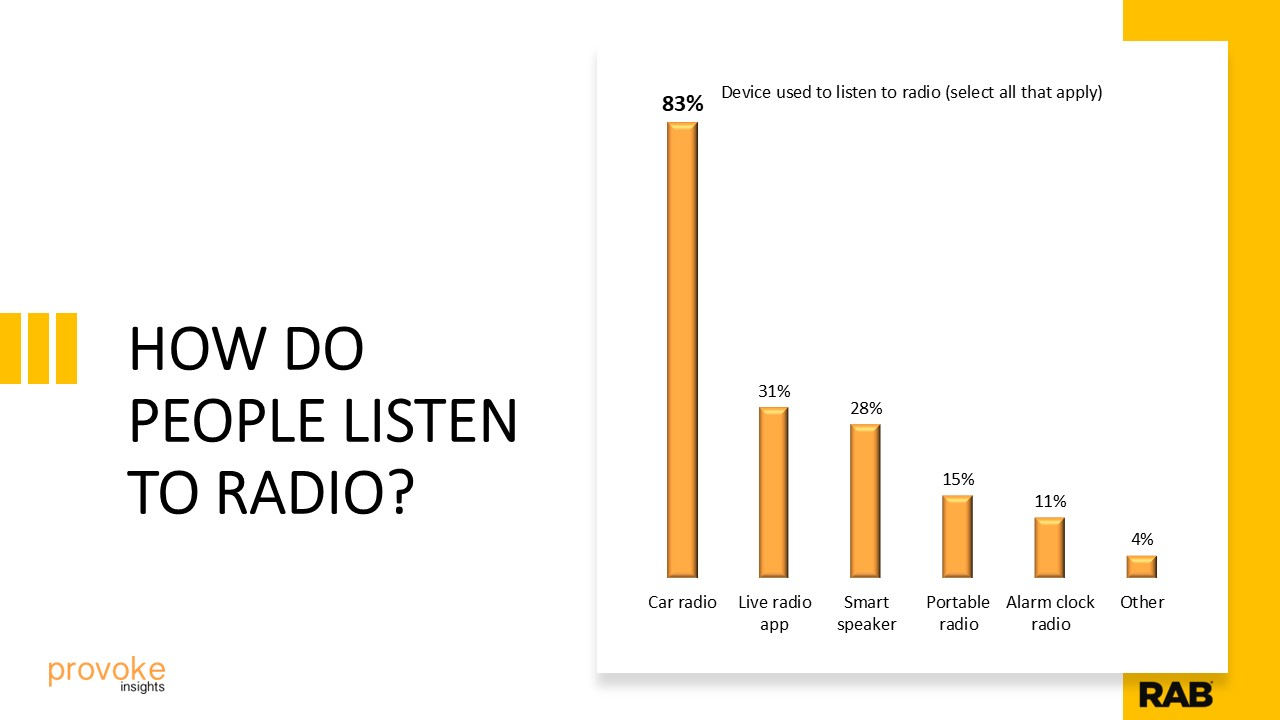 HOW DO
PEOPLE LISTEN
TO RADIO?
Device used to listen to radio (select all that apply)
83%
31%
28%
15%
11%
4%
Car radio
Live radio
app
Smart
speaker
Portable
radio
Alarm clock
radio
Other
provoke
insights
RAB